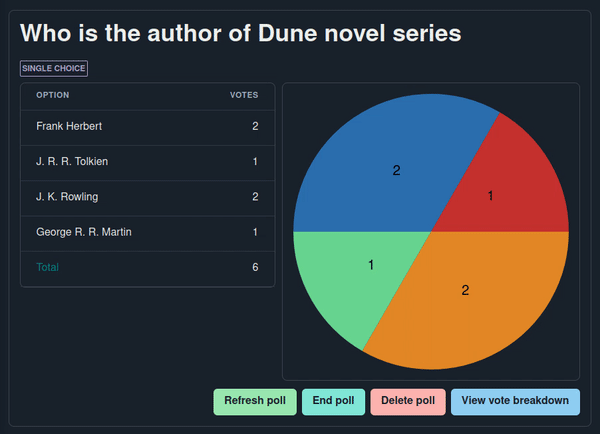 Who is the author of Dune novel series
SINGLE CHOICE
OPTION VOTES
Frank Herbert 2
J. R. R. Tolkien 1
J. K. Rowling 2
George R. R. Martin 1
Total 6
2
1
1
2
Refresh poll End poll Delete poll View vote breakdown